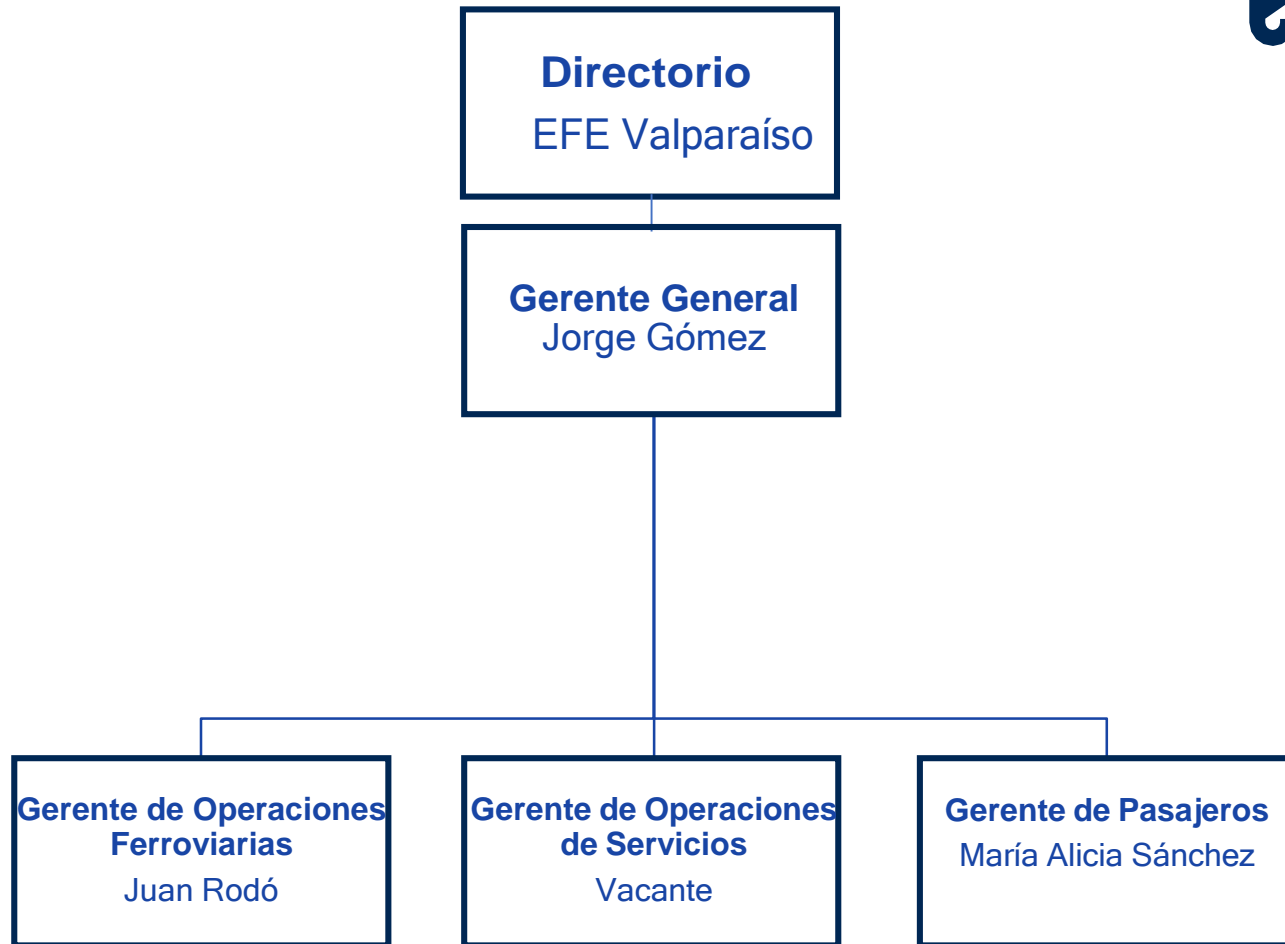 Directorio
EFE Valparaíso
Gerente General
Jorge Gómez
Gerente de Operaciones
Ferroviarias
Juan Rodó
Gerente de Operaciones
de Servicios
Vacante
Gerente de Pasajeros
María Alicia Sánchez